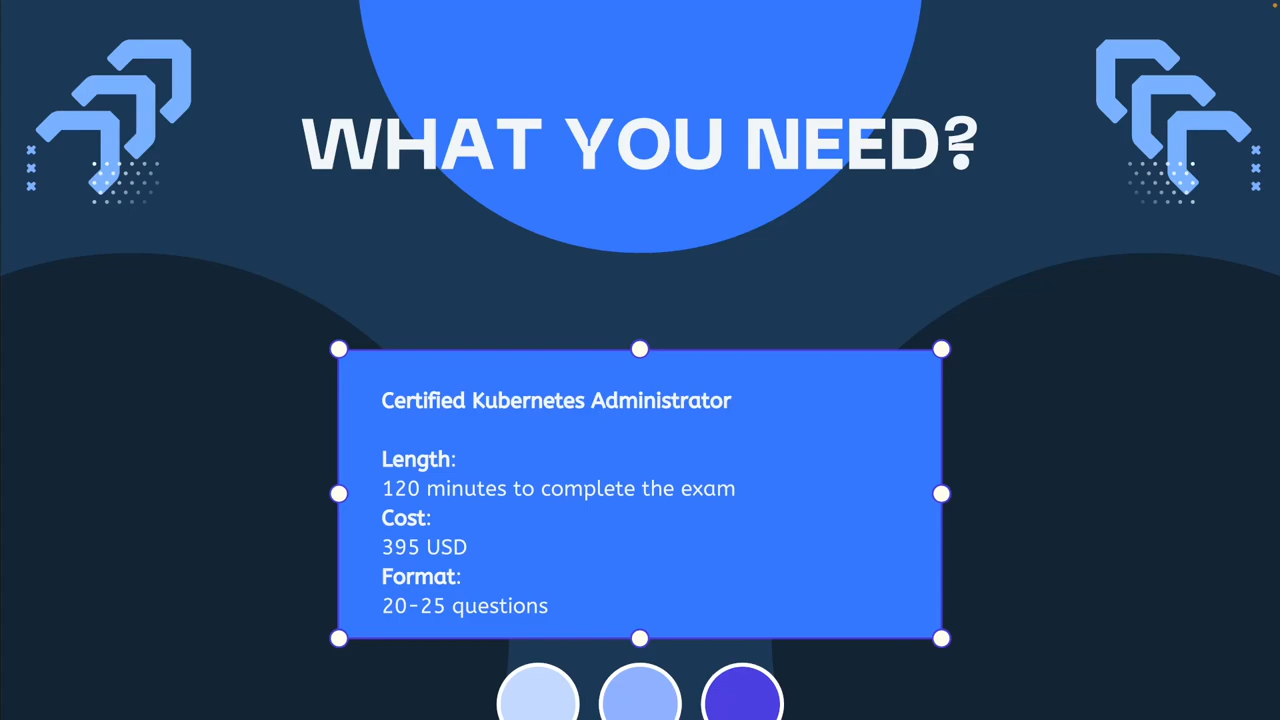 WHAT YOU NEED?
Certified Kubernetes Administrator
Length:
120 minutes to complete the exam
Cost:
395 USD
Format:
20-25 questions